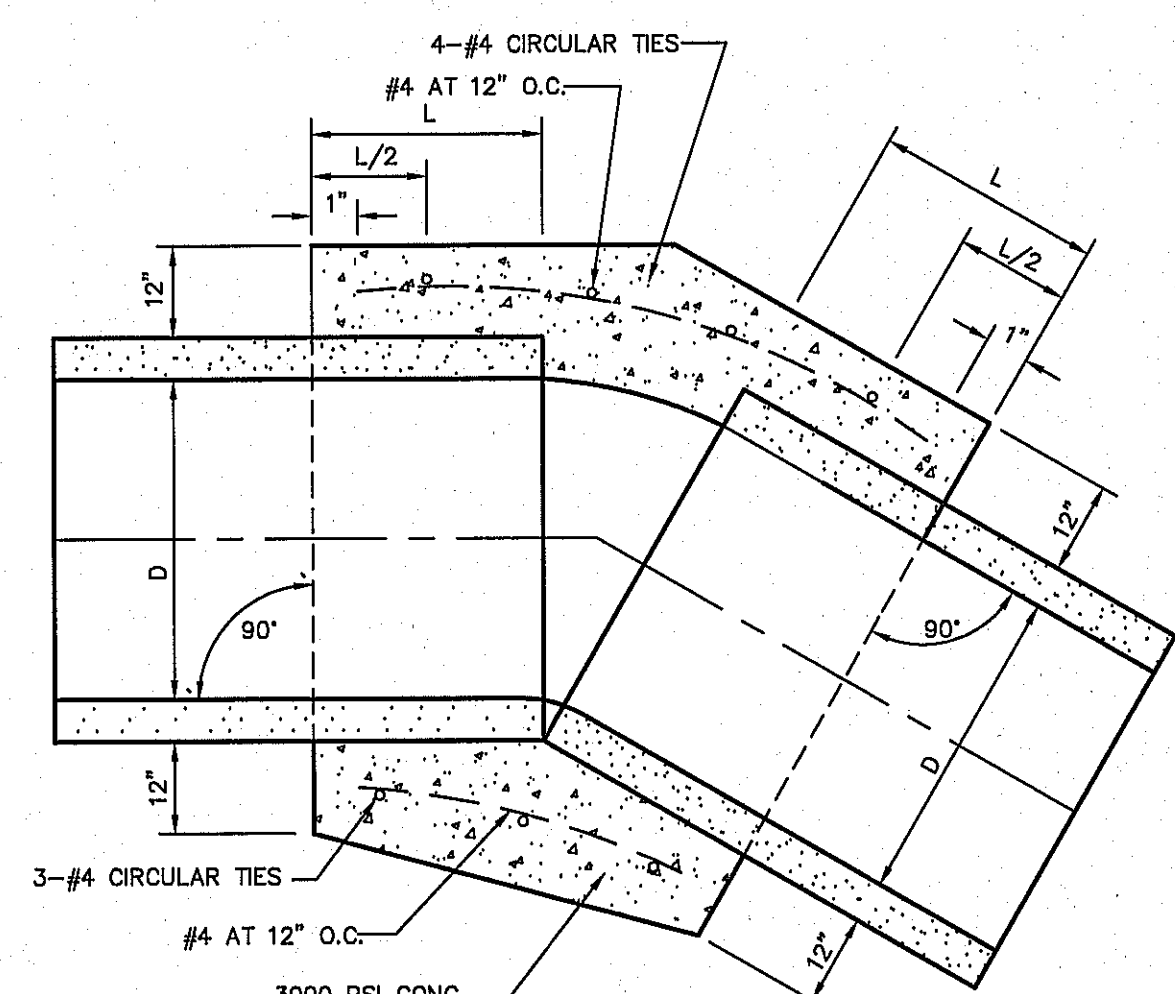 4-#4 CIRCULAR TIES
#4 AT 12" O.C.
L
L/2
1"
L
L/2
1"
12"
12"
D
90°
90°
D
12"
12"
3-#4 CIRCULAR TIES
#4 AT 12" O.C.